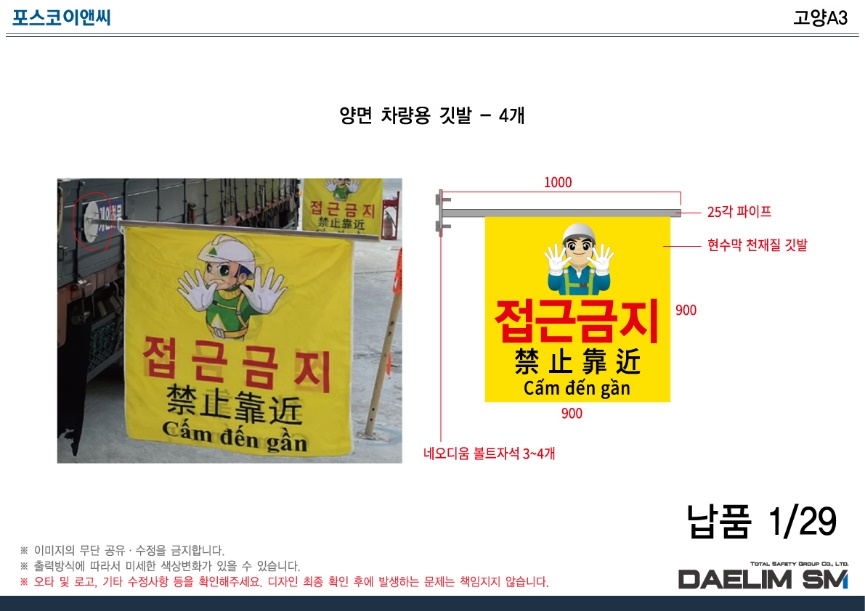 포스코이앤씨
고양A3
양면 차량용 깃발 – 4개
접근금지
禁止靠近
접근금지
禁止靠近
Cấm đến gần
1000
25각 파이프
현수막 천재질 깃발
접근금지
禁止靠近
Cấm đến gần
900
900
네오디움 볼트자석 3~4개
납품 1/29
※ 이미지의 무단 공유 · 수정을 금지합니다.
※ 출력방식에 따라서 미세한 색상변화가 있을 수 있습니다.
※ 오타 및 로고, 기타 수정사항 등을 확인해주세요. 디자인 최종 확인 후에 발생하는 문제는 책임지지 않습니다.
TOTAL SAFETY GROUP CO., LTD.
DAELIM SM